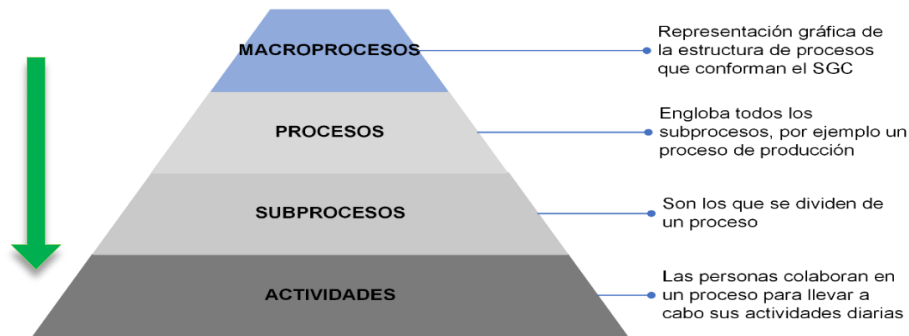 MACROPROCESOS
Representación gráfica de
la estructura de procesos
que conforman el SGC
PROCESOS
Engloba todos los
subprocesos, por ejemplo un
proceso de producción
SUBPROCESOS
Son los que se dividen de
un proceso
ACTIVIDADES
Las personas colaboran en
un proceso para llevar a
cabo sus actividades diarias